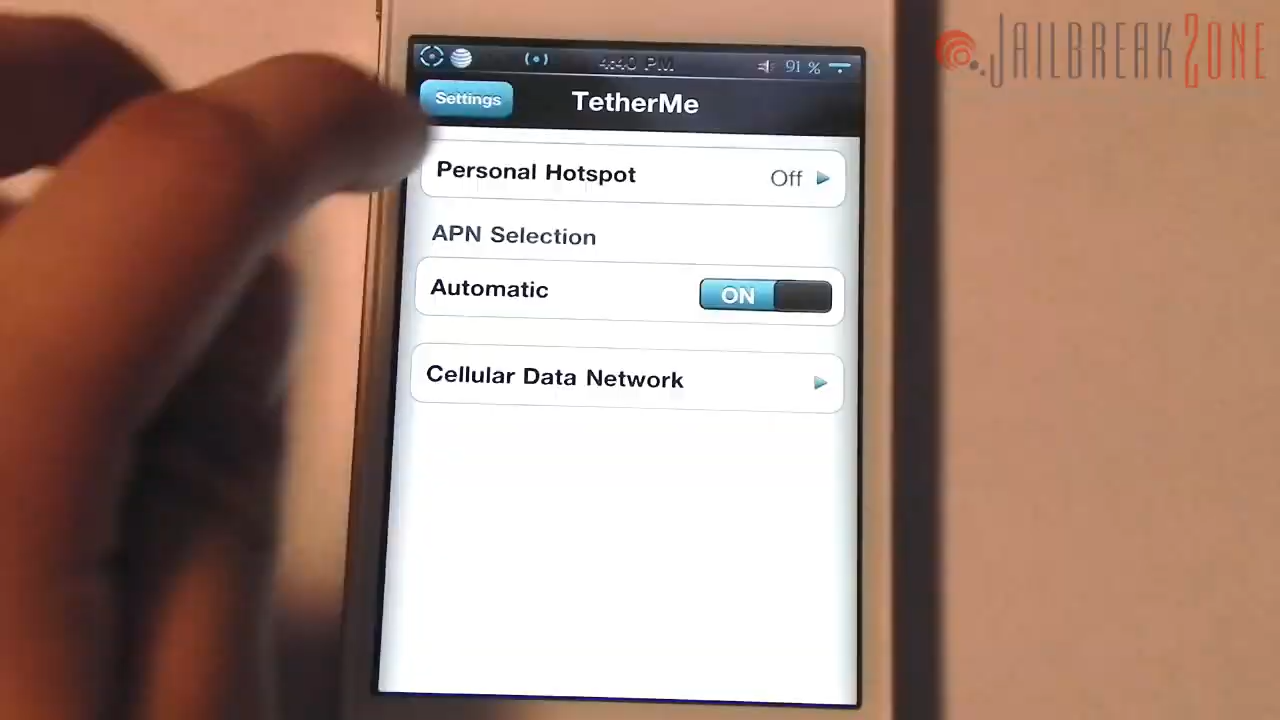 JAILBREAKZONE
4:40 PM 91 %
Settings TetherMe
Personal Hotspot Off
APN Selection
Automatic ON
Cellular Data Network